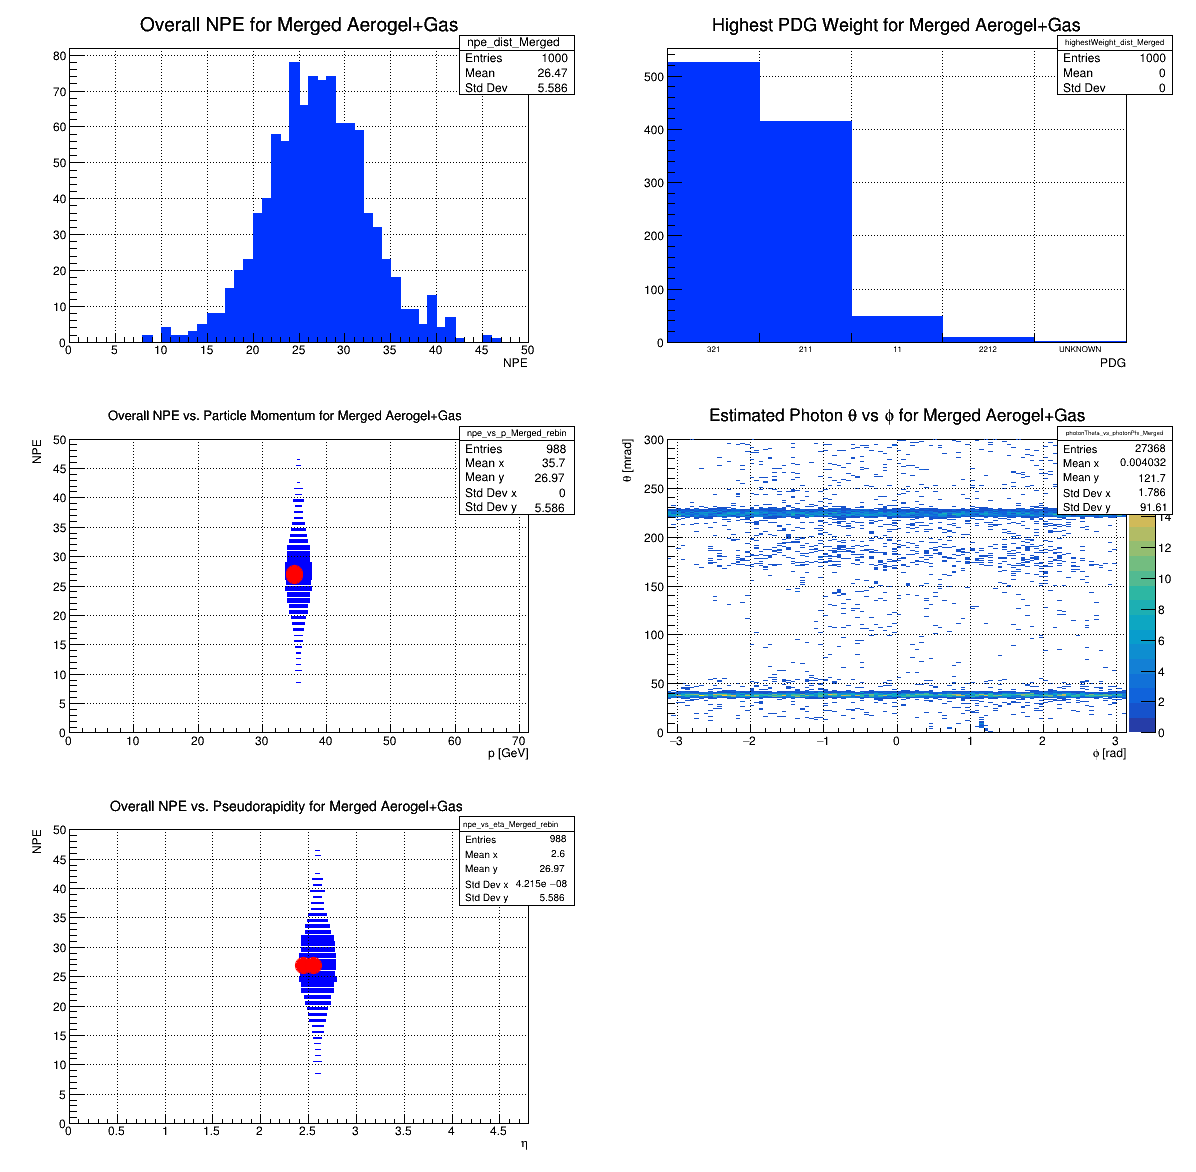 Overall NPE for Merged Aerogel+Gas
npe_dist_Merged
Entries 1000
Mean 26.47
Std Dev 5.586
80
70
60
50
40
30
20
10
0
0 5 10 15 20 25 30 35 40 45 50
NPE
Highest PDG Weight for Merged Aerogel+Gas
highestWeight_dist_Merged
Entries 1000
Mean 0
Std Dev 0
500
400
300
200
100
0
321 211 11 2212 UNKNOWN
PDG
Overall NPE vs. Particle Momentum for Merged Aerogel+Gas
npe_vs_p_Merged_rebin
Entries 988
Mean x 35.7
Mean y 26.97
Std Dev x 0
Std Dev y 5.586
NPE
50
45
40
35
30
25
20
15
10
5
0
0 10 20 30 40 50 60 70
p [GeV]
Estimated Photon θ vs ϕ for Merged Aerogel+Gas
photonTheta_vs_photonPhi_Merged
Entries 27368
Mean x 0.004032
Mean y 121.7
Std Dev x 1.786
Std Dev y 91.61
θ [mrad]
300
250
200
150
100
50
0
−3 −2 −1 0 1 2 3
ϕ [rad]
14
12
10
8
6
4
2
0
Overall NPE vs. Pseudorapidity for Merged Aerogel+Gas
npe_vs_eta_Merged_rebin
Entries 988
Mean x 2.6
Mean y 26.97
Std Dev x 4.215e −08
Std Dev y 5.586
NPE
50
45
40
35
30
25
20
15
10
5
0
0 0.5 1 1.5 2 2.5 3 3.5 4 4.5
η